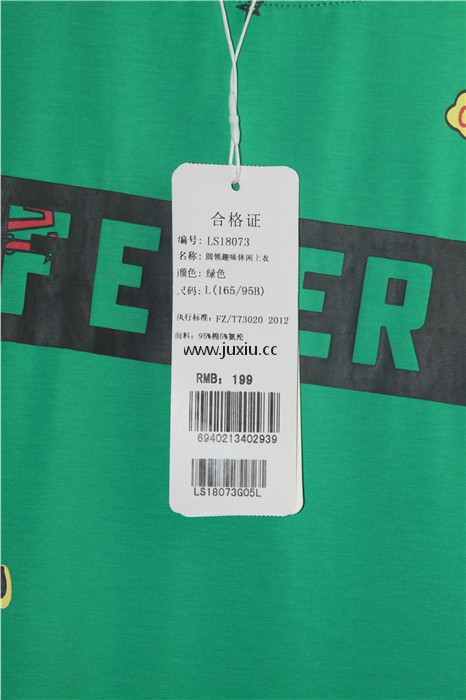 合格证
编号: LS18073
名称: 圆领趣味休闲上衣
颜色: 绿色
尺码: L(165/95B)
执行标准: FZ/T73020 2012
面料: 95%棉5%氨纶
www.juxiu.cc
RMB: 199
6940213402939
LS18073G05L